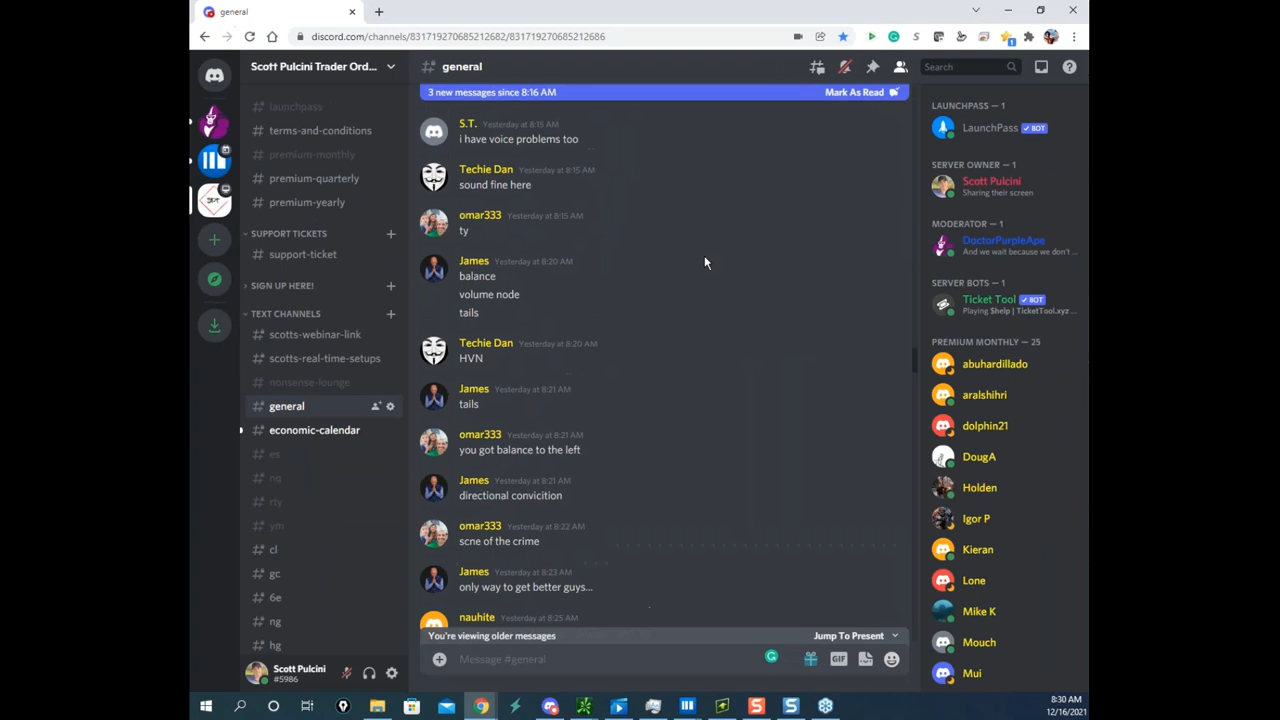 general
discord.com/channels/831719270685212682/831719270685212686
Scott Pulcini Trader Ord...
launchpass
terms-and-conditions
premium-monthly
premium-quarterly
premium-yearly
SUPPORT TICKETS
support-ticket
SIGN UP HERE!
TEXT CHANNELS
scotts-webinar-link
scotts-real-time-setups
nonsense-lounge
general
economic-calendar
es
nq
rty
ym
cl
gc
6e
ng
hg
Scott Pulcini
#5986
general
Search
3 new messages since 8:16 AM
Mark As Read
S.T. Yesterday at 8:15 AM
i have voice problems too
Techie Dan Yesterday at 8:15 AM
sound fine here
omar333 Yesterday at 8:15 AM
ty
James Yesterday at 8:20 AM
balance
volume node
tails
Techie Dan Yesterday at 8:20 AM
HVN
James Yesterday at 8:21 AM
tails
omar333 Yesterday at 8:21 AM
you got balance to the left
James Yesterday at 8:21 AM
directional convicition
omar333 Yesterday at 8:22 AM
scne of the crime
James Yesterday at 8:23 AM
only way to get better guys...
nauhite Yesterday at 8:25 AM
You're viewing older messages
Jump To Present
Message #general
GIF
LAUNCHPASS — 1
LaunchPass ✓ BOT
SERVER OWNER — 1
Scott Pulcini
Sharing their screen
MODERATOR — 1
DoctorPurpleApe
And we wait because we don't ...
SERVER BOTS — 1
Ticket Tool ✓ BOT
Playing $help | TicketTool.xyz ...
PREMIUM MONTHLY — 25
abuhardillado
aralshihri
dolphin21
DougA
Holden
Igor P
Kieran
Lone
Mike K
Mouch
Mui
8:30 AM
12/16/2021